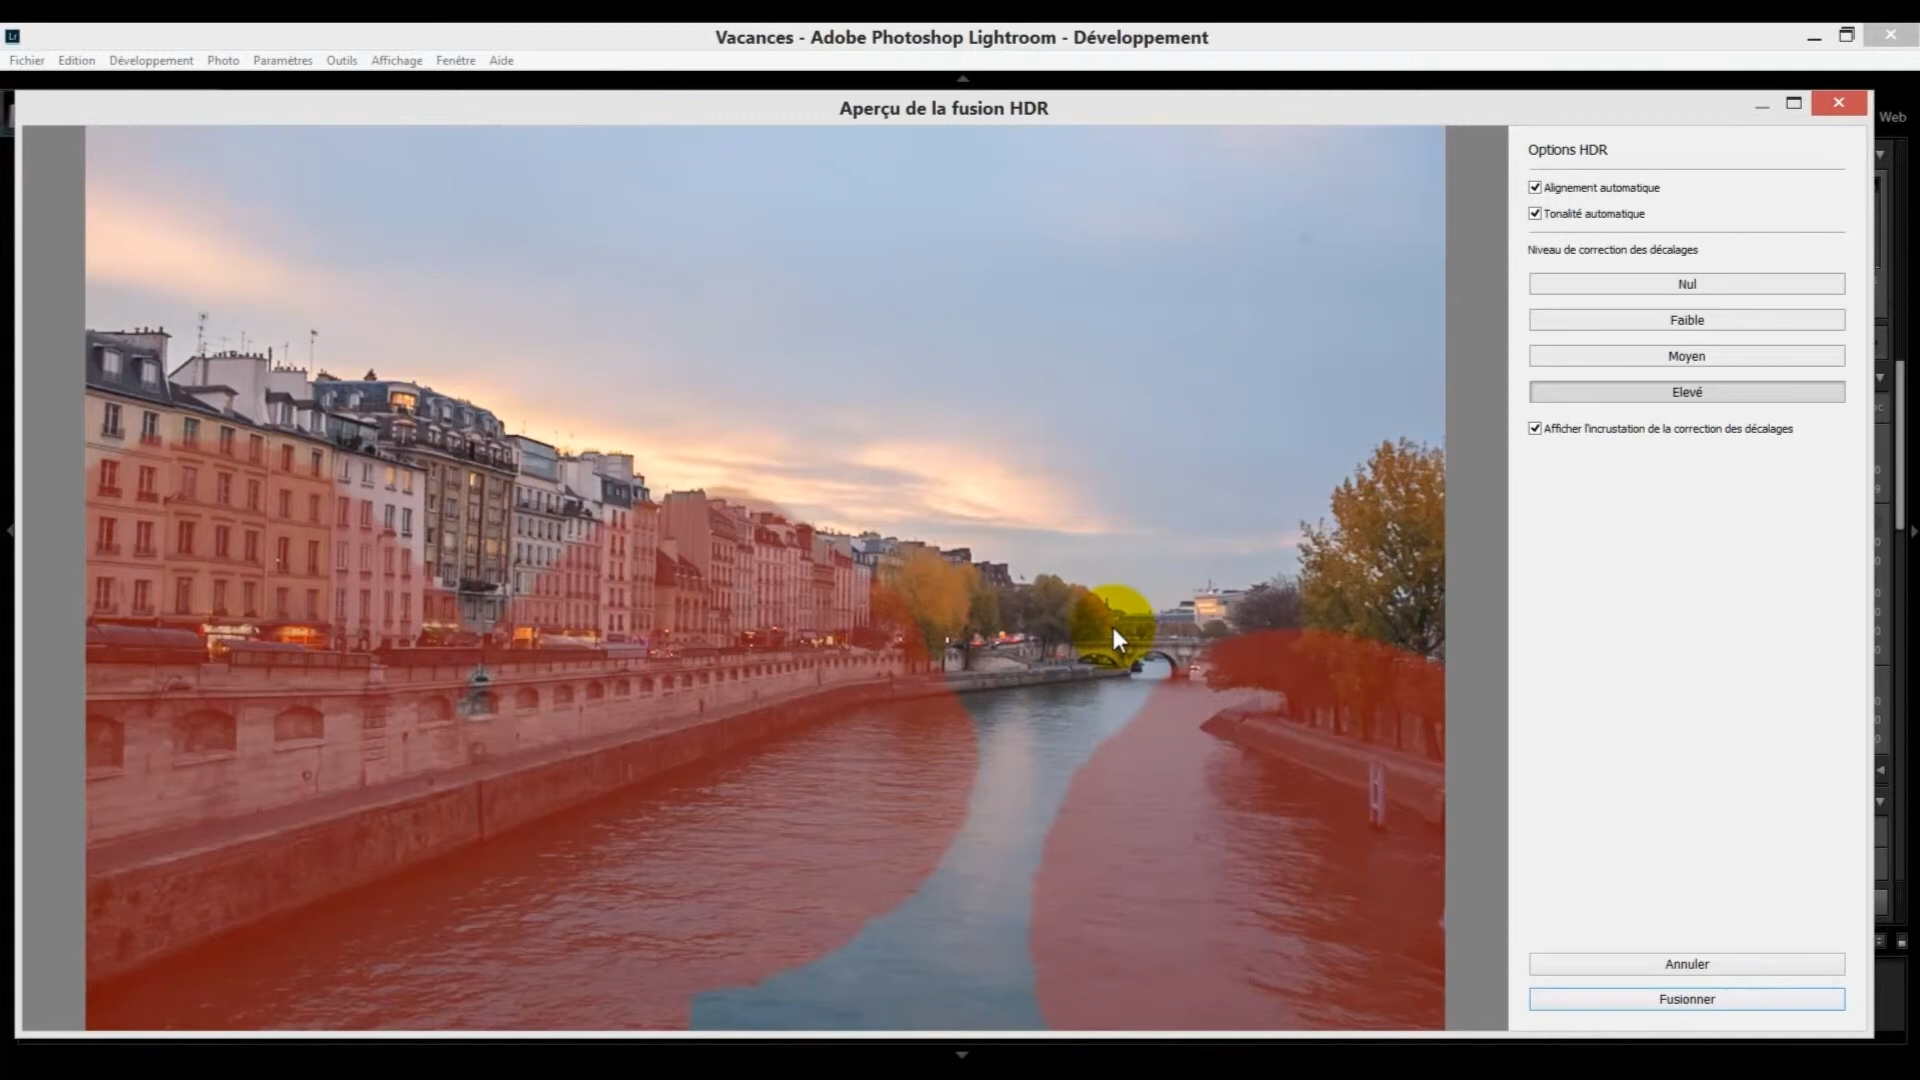 Lr
Vacances - Adobe Photoshop Lightroom - Développement
Fichier Edition Développement Photo Paramètres Outils Affichage Fenêtre Aide
Aperçu de la fusion HDR
Web
Options HDR
Alignement automatique
Tonalité automatique
Niveau de correction des décalages
Nul
Faible
Moyen
Elevé
Afficher l'incrustation de la correction des décalages
Annuler
Fusionner